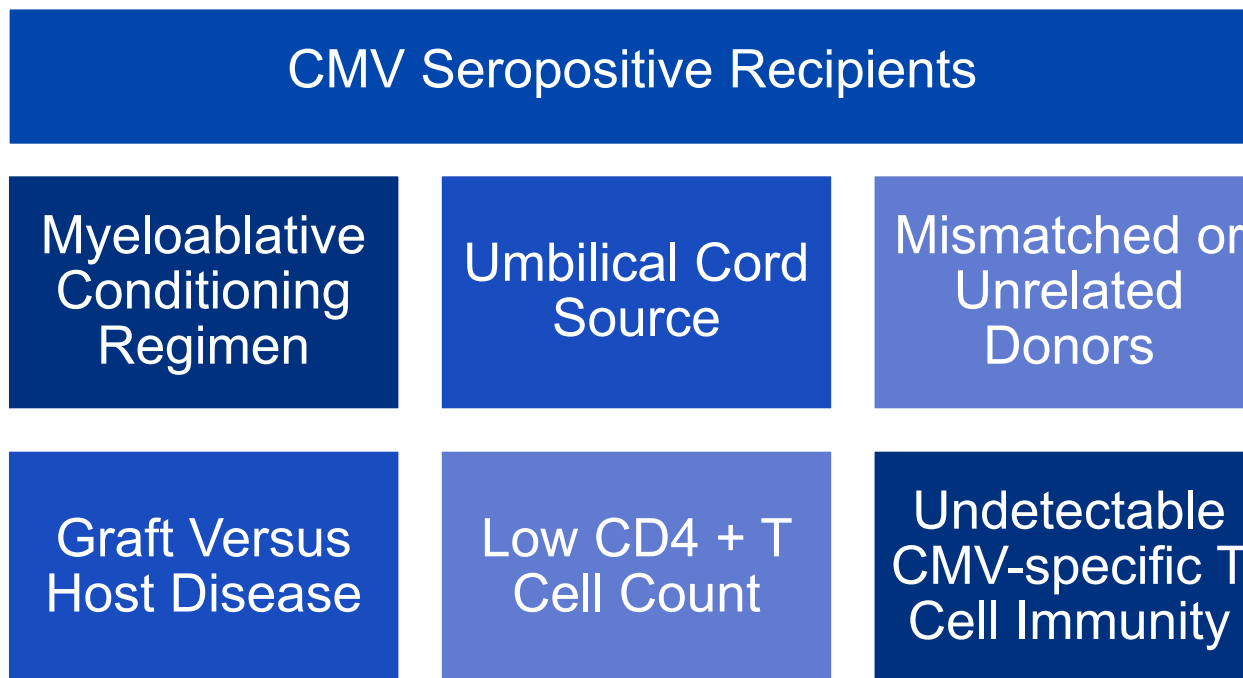 CMV Seropositive Recipients
Myeloablative
Conditioning
Regimen
Umbilical Cord
Source
Mismatched or
Unrelated
Donors
Graft Versus
Host Disease
Low CD4 + T
Cell Count
Undetectable
CMV-specific T
Cell Immunity